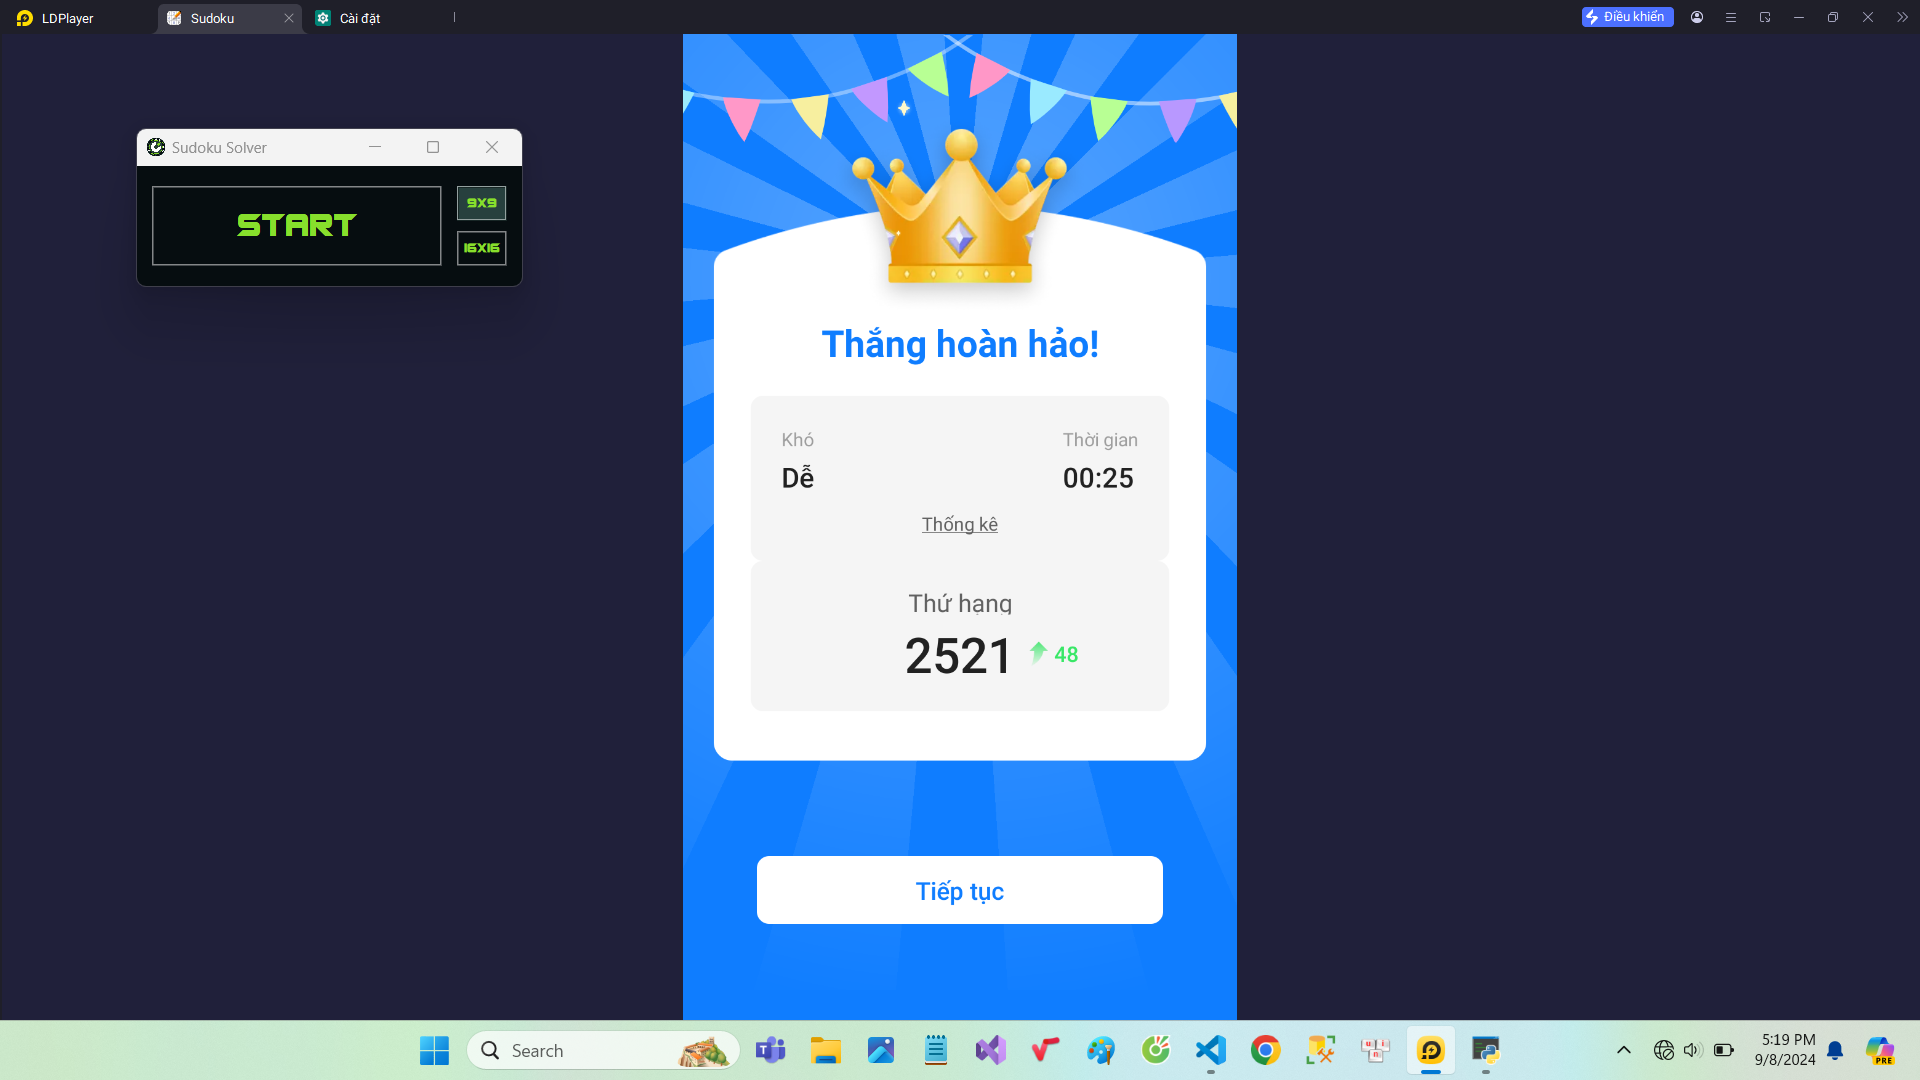 LDPlayer
Sudoku
Cài đặt
Điều khiển
Sudoku Solver
START
9X9
16X16
Thắng hoàn hảo!
Khó
Thời gian
Dễ
00:25
Thống kê
Thứ hạng
2521
48
Tiếp tục
Search
5:19 PM
9/8/2024
PRE